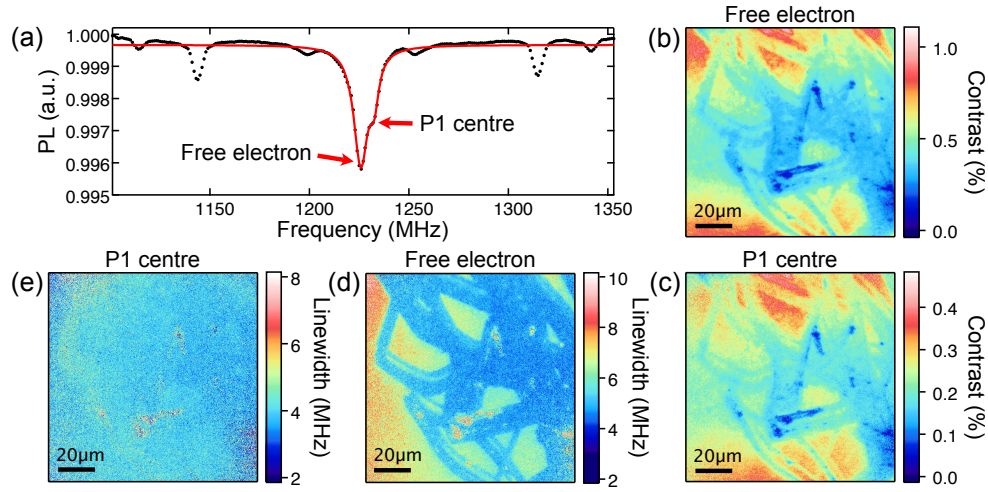 (a)
1.000
0.999
0.998
0.997
0.996
0.995
PL (a.u.)
P1 centre
Free electron
1150
1200
1250
1300
1350
Frequency (MHz)
Free electron
(b)
20µm
1.0
0.5
0.0
Contrast (%)
P1 centre
(e)
20µm
8
6
4
2
Linewidth (MHz)
Free electron
(d)
20µm
10
8
6
4
2
Linewidth (MHz)
P1 centre
(c)
20µm
0.4
0.3
0.2
0.1
0.0
Contrast (%)